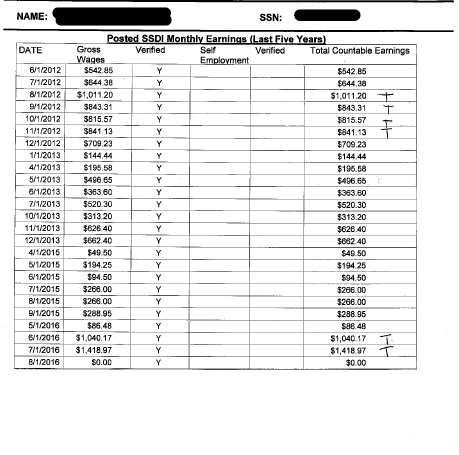 NAME: SSN:
Posted SSDI Monthly Earnings (Last Five Years)
DATE Gross Wages Verified Self Employment Verified Total Countable Earnings
6/1/2012 $542.85 Y $542.85
7/1/2012 $644.38 Y $644.38
8/1/2012 $1,011.20 Y $1,011.20 T
9/1/2012 $843.31 Y $843.31 T
10/1/2012 $815.57 Y $815.57 T
11/1/2012 $841.13 Y $841.13 T
12/1/2012 $709.23 Y $709.23
1/1/2013 $144.44 Y $144.44
4/1/2013 $195.58 Y $195.58
5/1/2013 $496.65 Y $496.65
6/1/2013 $363.60 Y $363.60
7/1/2013 $520.30 Y $520.30
10/1/2013 $313.20 Y $313.20
11/1/2013 $626.40 Y $626.40
12/1/2013 $662.40 Y $662.40
4/1/2015 $49.50 Y $49.50
5/1/2015 $194.25 Y $194.25
6/1/2015 $94.50 Y $94.50
7/1/2015 $266.00 Y $266.00
8/1/2015 $266.00 Y $266.00
9/1/2015 $288.95 Y $288.95
5/1/2016 $86.48 Y $86.48
6/1/2016 $1,040.17 Y $1,040.17 T
7/1/2016 $1,418.97 Y $1,418.97 T
8/1/2016 $0.00 Y $0.00